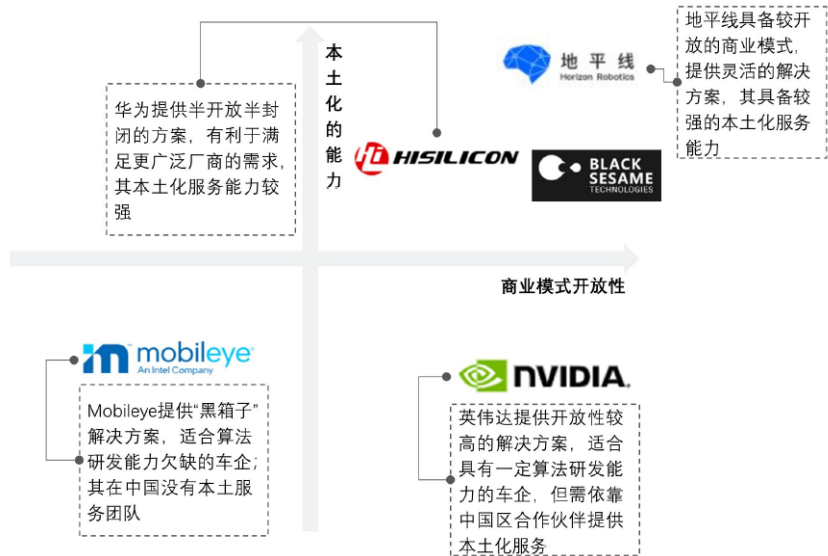 华为提供半开放半封
闭的方案，有利于满
足更广泛厂商的需求，
其本土化服务能力较
强
本
土
化
的
能
力
地平线
Horizon Robotics
地平线具备较开
放的商业模式，
提供灵活的解决
方案，其具备较
强的本土化服务
能力
Hi HISILICON
BLACK
SESAME
TECHNOLOGIES
商业模式开放性
mobileye™
An Intel Company
Mobileye提供“黑箱子”
解决方案，适合算法
研发能力欠缺的车企；
其在中国没有本土服
务团队
NVIDIA.
英伟达提供开放性较
高的解决方案，适合
具有一定算法研发能
力的车企，但需依靠
中国区合作伙伴提供
本土化服务